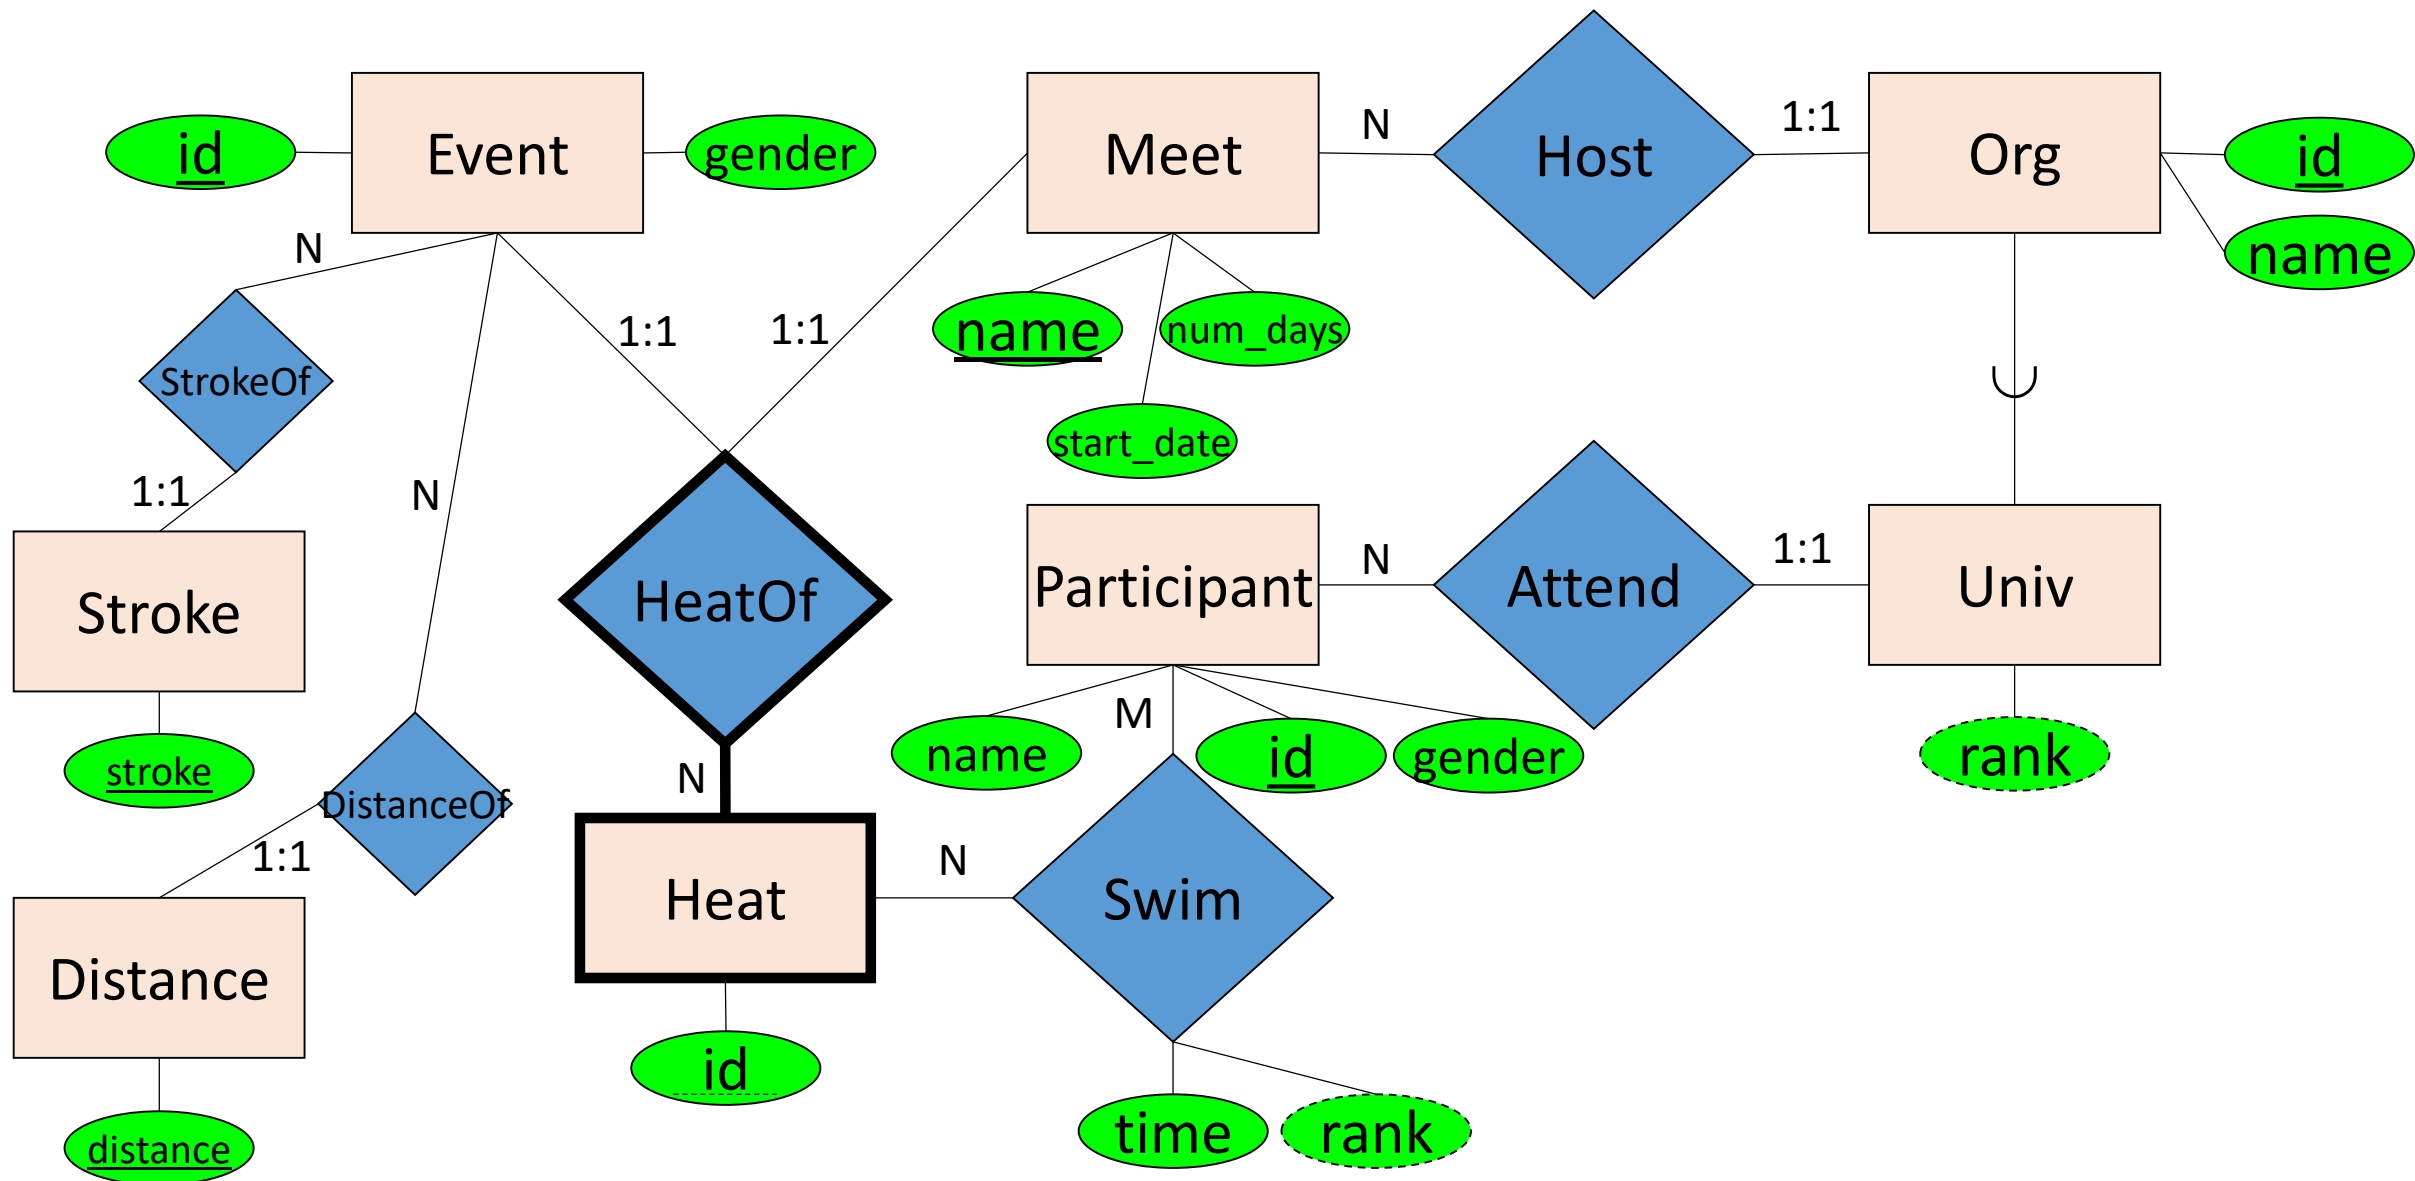 Event
id
gender
Meet
N
Host
1:1
Org
id
name
N
StrokeOf
1:1
1:1
1:1
name
num_days
start_date
1:1
N
Stroke
stroke
HeatOf
Participant
N
Attend
1:1
Univ
name
M
id
gender
rank
DistanceOf
1:1
N
Heat
N
Swim
Distance
distance
id
time
rank